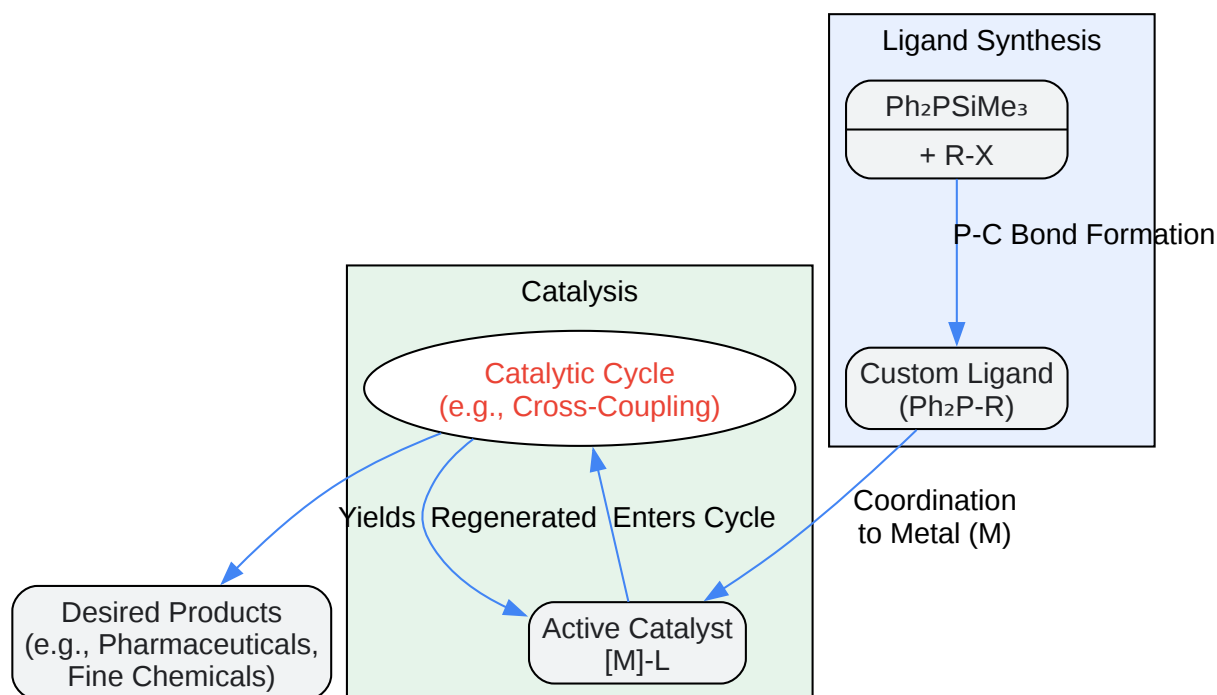 Ligand Synthesis
Ph₂PSiMe₃
+ R-X
P-C Bond Formation
Custom Ligand
(Ph₂P-R)
Coordination
to Metal (M)
Catalysis
Catalytic Cycle
(e.g., Cross-Coupling)
Yields
Regenerated
Enters Cycle
Active Catalyst
[M]-L
Desired Products
(e.g., Pharmaceuticals,
Fine Chemicals)